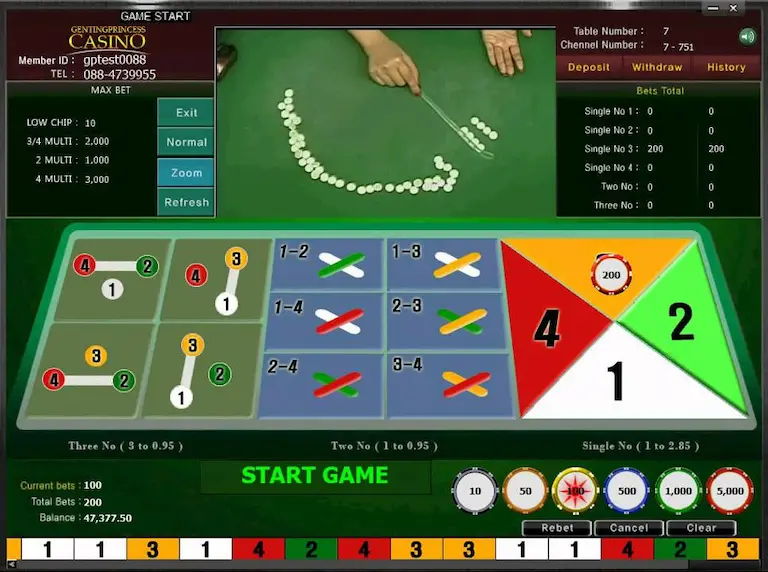 GAME START
GENTINGPRINCESS
CASINO
Member ID : gptest0088
TEL : 088-4739955
Table Number : 7
Chennel Number : 7 - 751
Deposit Withdraw History
MAX BET
LOW CHIP : 10
3/4 MULTI : 2,000
2 MULTI : 1,000
4 MULTI : 3,000
Exit
Normal
Zoom
Refresh
Bets Total
Single No 1 : 0 0
Single No 2 : 0 0
Single No 3 : 200 200
Single No 4 : 0 0
Two No : 0 0
Three No : 0 0
4 2
1
4 3
1
3
4 2
3
2
1
1-2
1-3
1-4
2-3
2-4
3-4
200
4
2
1
Three No ( 3 to 0.95 )
Two No ( 1 to 0.95 )
Single No ( 1 to 2.85 )
Current bets : 100
Total Bets : 200
Balance : 47,377.50
START GAME
10 50 100 500 1,000 5,000
Rebet Cancel Clear
1 1 3 1 4 2 4 3 3 1 1 4 2 3